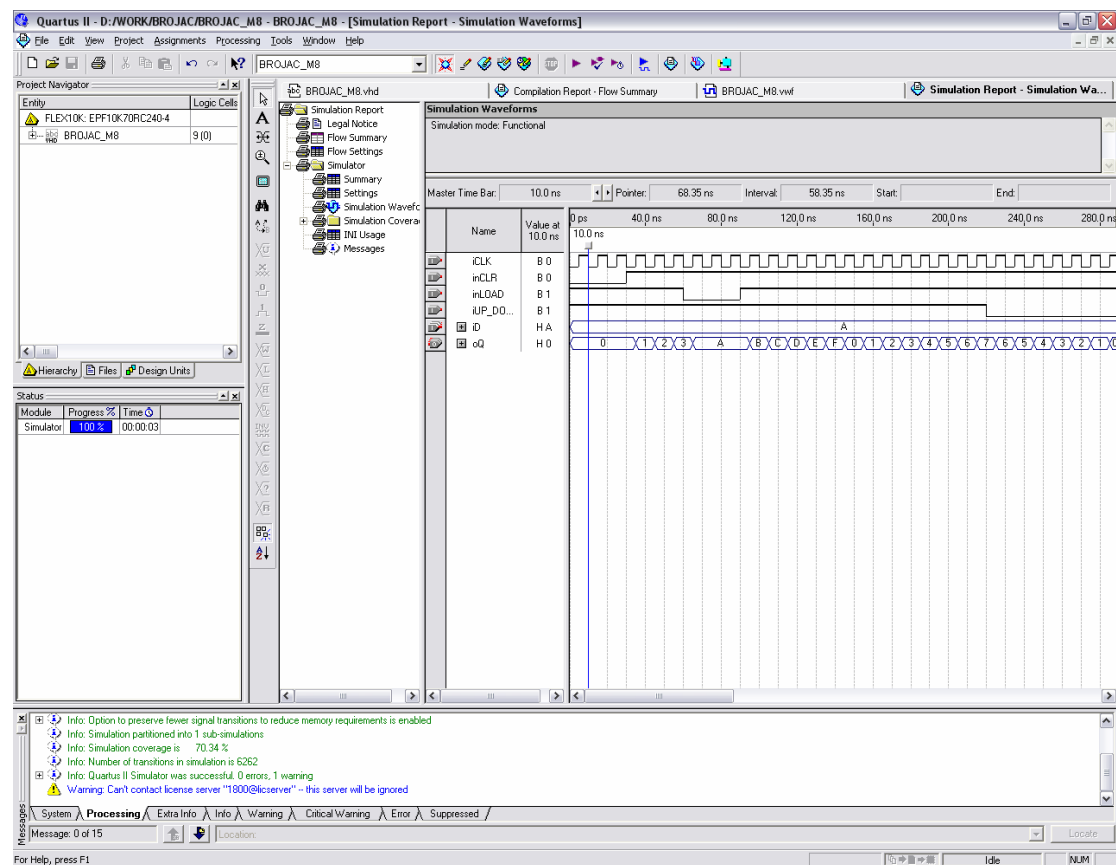 Quartus II - D:/WORK/BROJAC/BROJAC_M8 - BROJAC_M8 - [Simulation Report - Simulation Waveforms]
File Edit View Project Assignments Processing Tools Window Help
BROJAC_M8
Project Navigator
Entity Logic Cells
FLEX10K: EPF10K70RC240-4
BROJAC_M8 9 (0)
Hierarchy Files Design Units
Status
Module Progress % Time
Simulator 100 % 00:00:03
BROJAC_M8.vhd Compilation Report - Flow Summary BROJAC_M8.vwf Simulation Report - Simulation Wa...
Simulation Report
Legal Notice
Flow Summary
Flow Settings
Simulator
Summary
Settings
Simulation Wavefc
Simulation Covera
INI Usage
Messages
Simulation Waveforms
Simulation mode: Functional
Master Time Bar: 10.0 ns Pointer: 68.35 ns Interval: 58.35 ns Start: End:
Name Value at 10.0 ns
0 ps 40.0 ns 80.0 ns 120.0 ns 160.0 ns 200.0 ns 240.0 ns 280.0 ns
10.0 ns
iCLK B 0
inCLR B 0
inLOAD B 1
iUP_DO... B 1
iD H A A
oQ H 0 0 1 2 3 A B C D E F 0 1 2 3 4 5 6 7 6 5 4 3 2 1 0
Info: Option to preserve fewer signal transitions to reduce memory requirements is enabled
Info: Simulation partitioned into 1 sub-simulations
Info: Simulation coverage is 70.34 %
Info: Number of transitions in simulation is 6262
Info: Quartus II Simulator was successful. 0 errors, 1 warning
Warning: Can't contact license server "1800@licserver" -- this server will be ignored
Messages
System Processing Extra Info Info Warning Critical Warning Error Suppressed
Message: 0 of 15 Location: Locate
For Help, press F1 Idle NUM